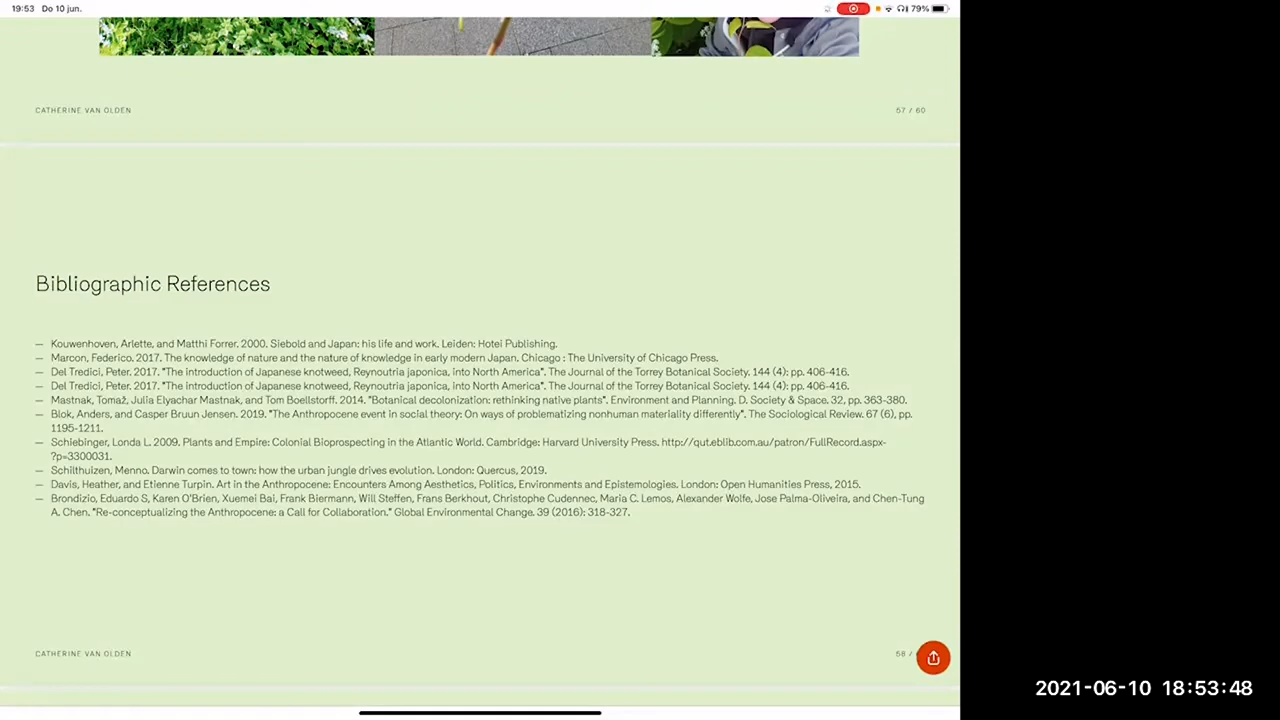 19:53 Do 10 jun.
79%
CATHERINE VAN OLDEN
57 / 60
Bibliographic References
— Kouwenhoven, Arlette, and Matthi Forrer. 2000. Siebold and Japan: his life and work. Leiden: Hotei Publishing.
— Marcon, Federico. 2017. The knowledge of nature and the nature of knowledge in early modern Japan. Chicago : The University of Chicago Press.
— Del Tredici, Peter. 2017. "The introduction of Japanese knotweed, Reynoutria japonica, into North America". The Journal of the Torrey Botanical Society. 144 (4): pp. 406-416.
— Del Tredici, Peter. 2017. "The introduction of Japanese knotweed, Reynoutria japonica, into North America". The Journal of the Torrey Botanical Society. 144 (4): pp. 406-416.
— Mastnak, Tomaž, Julia Elyachar Mastnak, and Tom Boellstorff. 2014. "Botanical decolonization: rethinking native plants". Environment and Planning. D. Society & Space. 32, pp. 363-380.
— Blok, Anders, and Casper Bruun Jensen. 2019. "The Anthropocene event in social theory: On ways of problematizing nonhuman materiality differently". The Sociological Review. 67 (6), pp.
1195-1211.
— Schiebinger, Londa L. 2009. Plants and Empire: Colonial Bioprospecting in the Atlantic World. Cambridge: Harvard University Press. http://qut.eblib.com.au/patron/FullRecord.aspx-
?p=3300031.
— Schilthuizen, Menno. Darwin comes to town: how the urban jungle drives evolution. London: Quercus, 2019.
— Davis, Heather, and Etienne Turpin. Art in the Anthropocene: Encounters Among Aesthetics, Politics, Environments and Epistemologies. London: Open Humanities Press, 2015.
— Brondizio, Eduardo S, Karen O'Brien, Xuemei Bai, Frank Biermann, Will Steffen, Frans Berkhout, Christophe Cudennec, Maria C. Lemos, Alexander Wolfe, Jose Palma-Oliveira, and Chen-Tung
A. Chen. "Re-conceptualizing the Anthropocene: a Call for Collaboration." Global Environmental Change. 39 (2016): 318-327.
CATHERINE VAN OLDEN
58 /
2021-06-10 18:53:48